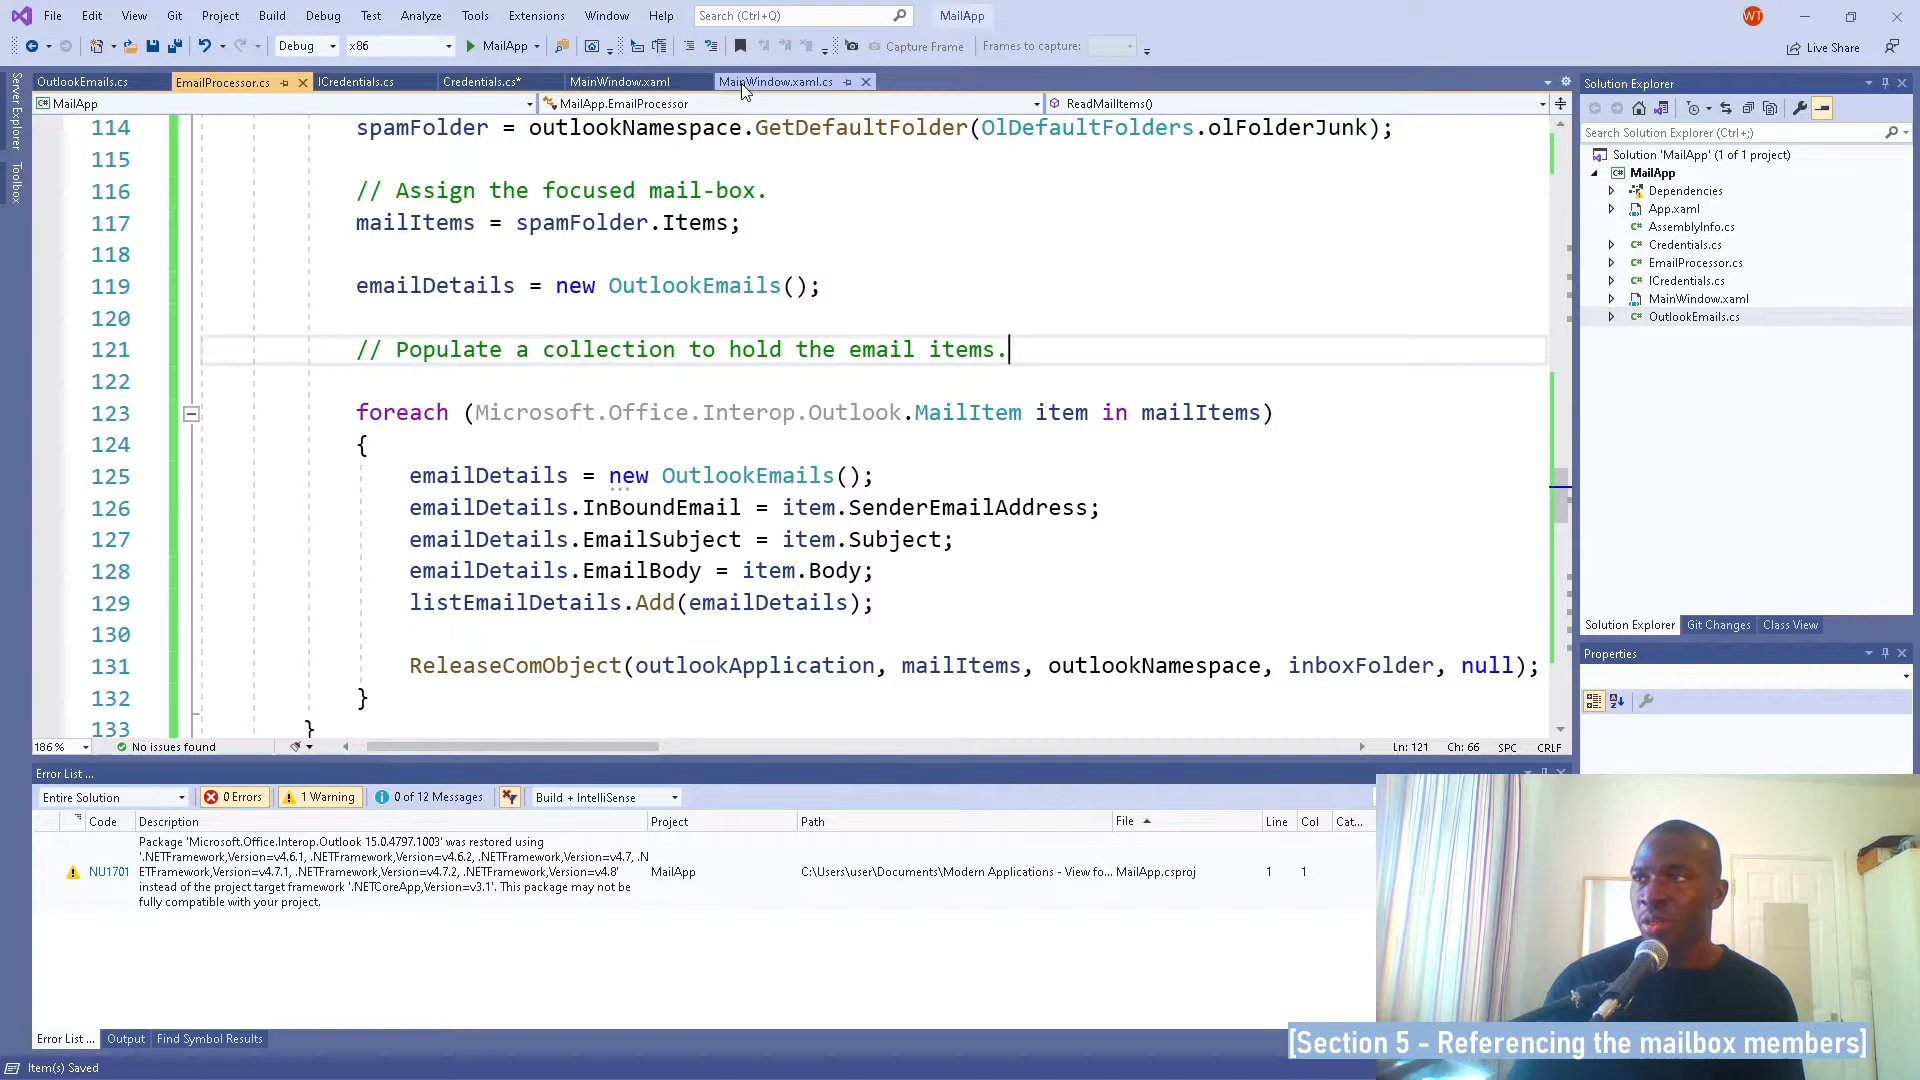 File Edit View Git Project Build Debug Test Analyze Tools Extensions Window Help Search (Ctrl+Q) MailApp WT
Debug x86 MailApp Capture Frame Frames to capture: Live Share
OutlookEmails.cs EmailProcessor.cs ICredentials.cs Credentials.cs* MainWindow.xaml MainWindow.xaml.cs
MailApp MailApp.EmailProcessor ReadMailItems()
Server Explorer
Toolbox
114 spamFolder = outlookNamespace.GetDefaultFolder(OlDefaultFolders.olFolderJunk);
115
116 // Assign the focused mail-box.
117 mailItems = spamFolder.Items;
118
119 emailDetails = new OutlookEmails();
120
121 // Populate a collection to hold the email items.
122
123 foreach (Microsoft.Office.Interop.Outlook.MailItem item in mailItems)
124 {
125 emailDetails = new OutlookEmails();
126 emailDetails.InBoundEmail = item.SenderEmailAddress;
127 emailDetails.EmailSubject = item.Subject;
128 emailDetails.EmailBody = item.Body;
129 listEmailDetails.Add(emailDetails);
130
131 ReleaseComObject(outlookApplication, mailItems, outlookNamespace, inboxFolder, null);
132 }
133 }
186 % No issues found Ln: 121 Ch: 66 SPC CRLF
Solution Explorer
Search Solution Explorer (Ctrl+;)
Solution 'MailApp' (1 of 1 project)
MailApp
Dependencies
App.xaml
AssemblyInfo.cs
Credentials.cs
EmailProcessor.cs
ICredentials.cs
MainWindow.xaml
OutlookEmails.cs
Solution Explorer Git Changes Class View
Properties
Error List ...
Entire Solution 0 Errors 1 Warning 0 of 12 Messages Build + IntelliSense
Code Description Project Path File Line Col Cat...
Package 'Microsoft.Office.Interop.Outlook 15.0.4797.1003' was restored using
'.NETFramework,Version=v4.6.1, .NETFramework,Version=v4.6.2, .NETFramework,Version=v4.7, .N
NU1701 ETFramework,Version=v4.7.1, .NETFramework,Version=v4.7.2, .NETFramework,Version=v4.8' MailApp C:\Users\user\Documents\Modern Applications - View fo... MailApp.csproj 1 1
instead of the project target framework '.NETCoreApp,Version=v3.1'. This package may not be
fully compatible with your project.
Error List ... Output Find Symbol Results
[Section 5 - Referencing the mailbox members]
Item(s) Saved